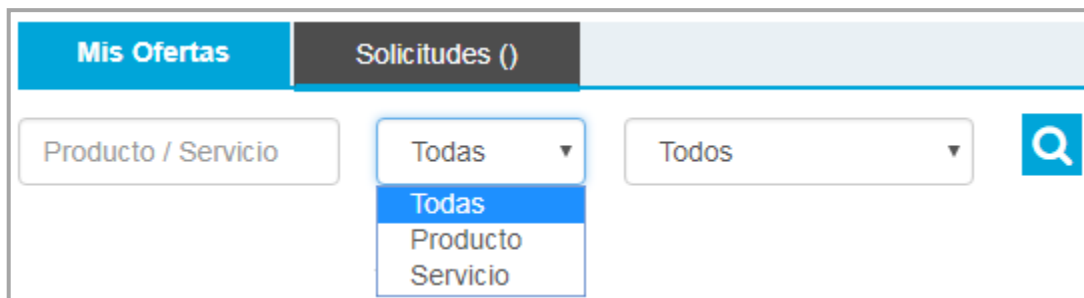 Mis Ofertas
Solicitudes ()
Producto / Servicio
Todas
Todos
Todas
Producto
Servicio